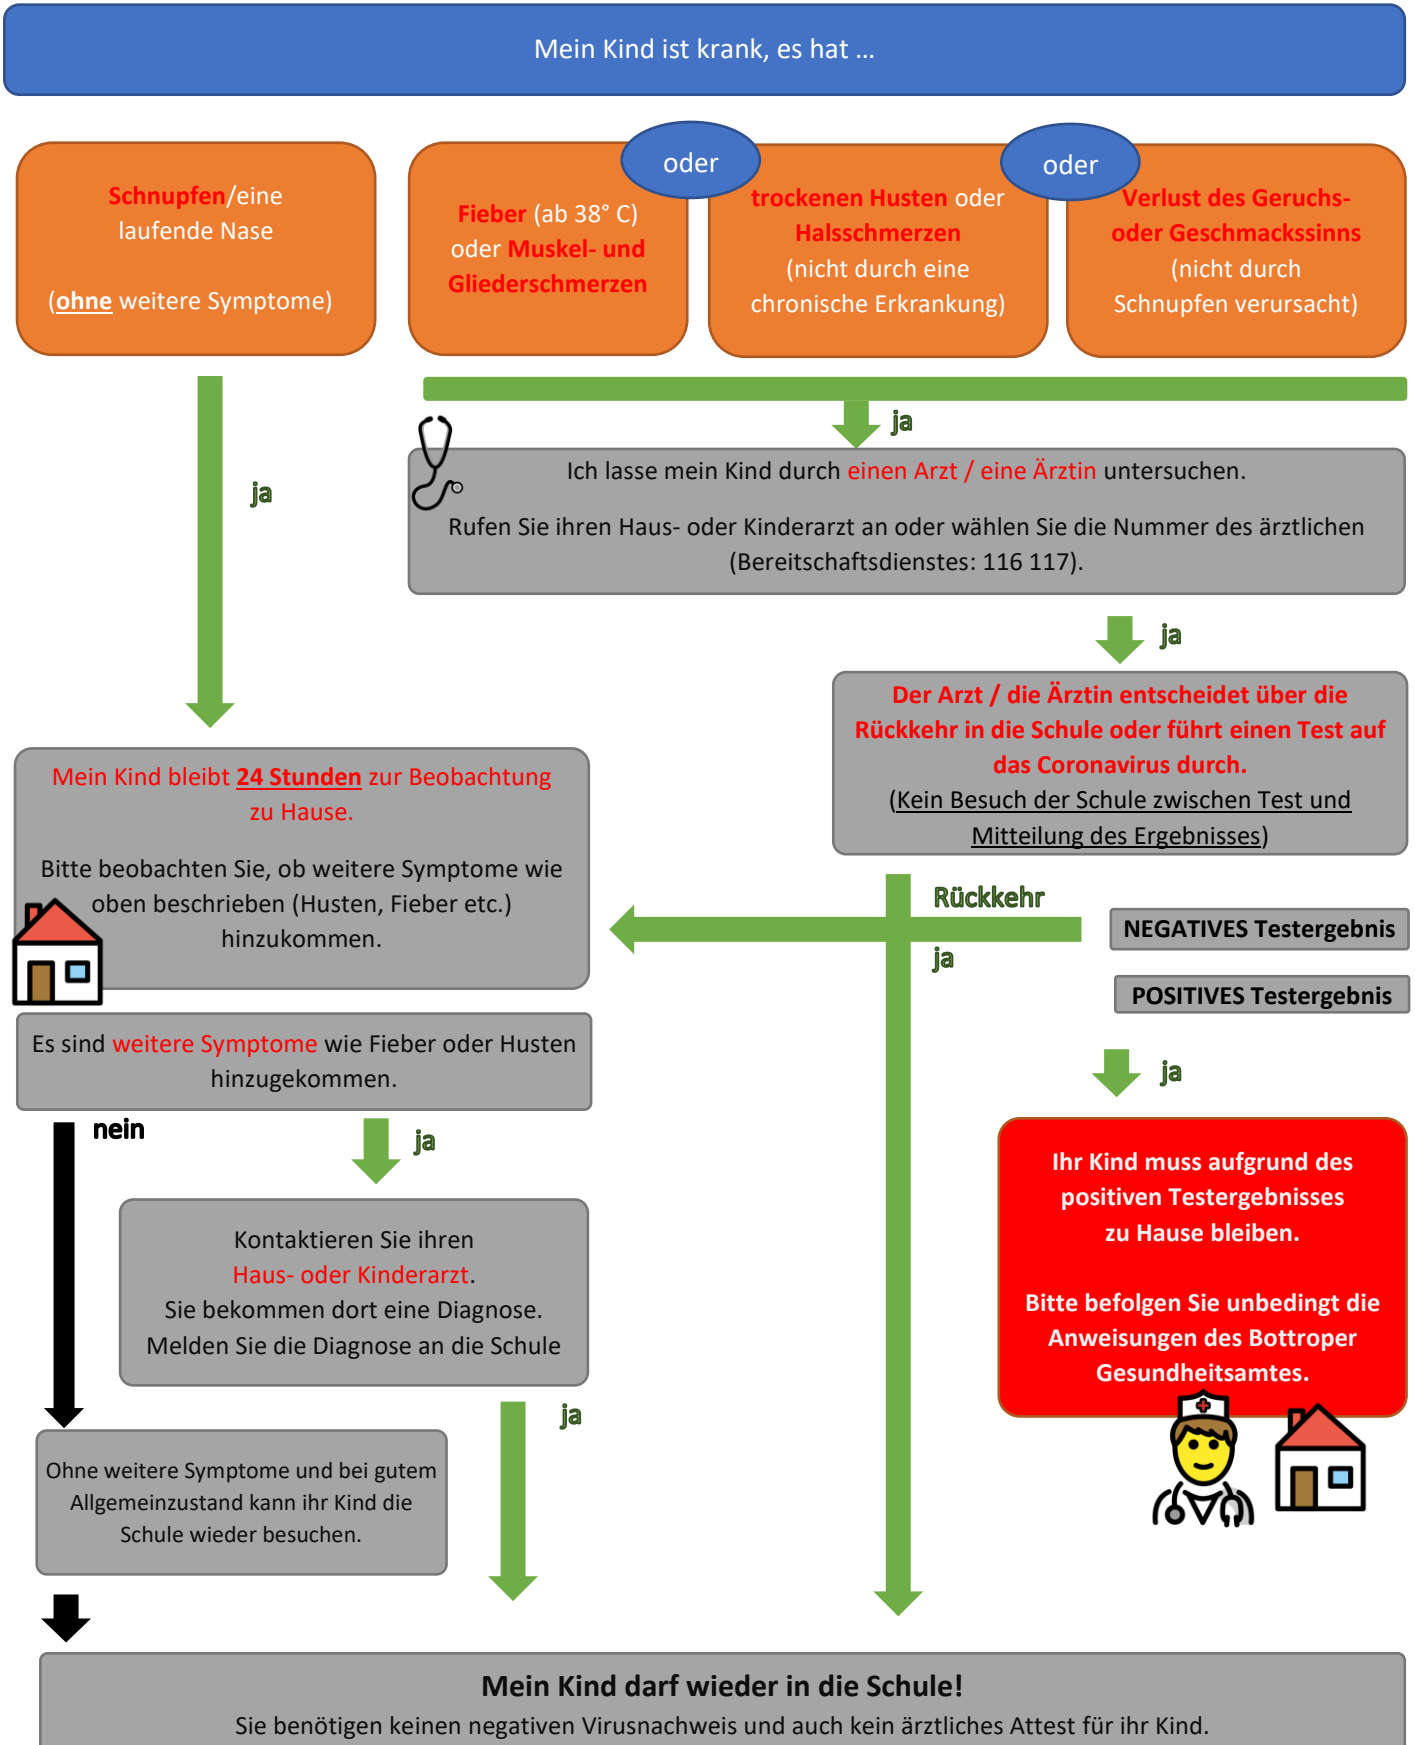 Mein Kind ist krank, es hat …
Schnupfen/eine
laufende Nase
(ohne weitere Symptome)
Fieber (ab 38° C)
oder Muskel- und
Gliederschmerzen
oder
trockenen Husten oder
Halsschmerzen
(nicht durch eine
chronische Erkrankung)
oder
Verlust des Geruchs-
oder Geschmackssinns
(nicht durch
Schnupfen verursacht)
ja
ja
Ich lasse mein Kind durch einen Arzt / eine Ärztin untersuchen.
Rufen Sie ihren Haus- oder Kinderarzt an oder wählen Sie die Nummer des ärztlichen
(Bereitschaftsdienstes: 116 117).
ja
Der Arzt / die Ärztin entscheidet über die
Rückkehr in die Schule oder führt einen Test auf
das Coronavirus durch.
(Kein Besuch der Schule zwischen Test und
Mitteilung des Ergebnisses)
Mein Kind bleibt 24 Stunden zur Beobachtung
zu Hause.
Bitte beobachten Sie, ob weitere Symptome wie
oben beschrieben (Husten, Fieber etc.)
hinzukommen.
Rückkehr
ja
NEGATIVES Testergebnis
POSITIVES Testergebnis
Es sind weitere Symptome wie Fieber oder Husten
hinzugekommen.
nein
ja
ja
Ihr Kind muss aufgrund des
positiven Testergebnisses
zu Hause bleiben.
Bitte befolgen Sie unbedingt die
Anweisungen des Bottroper
Gesundheitsamtes.
Kontaktieren Sie ihren
Haus- oder Kinderarzt.
Sie bekommen dort eine Diagnose.
Melden Sie die Diagnose an die Schule
ja
Ohne weitere Symptome und bei gutem
Allgemeinzustand kann ihr Kind die
Schule wieder besuchen.
Mein Kind darf wieder in die Schule!
Sie benötigen keinen negativen Virusnachweis und auch kein ärztliches Attest für ihr Kind.